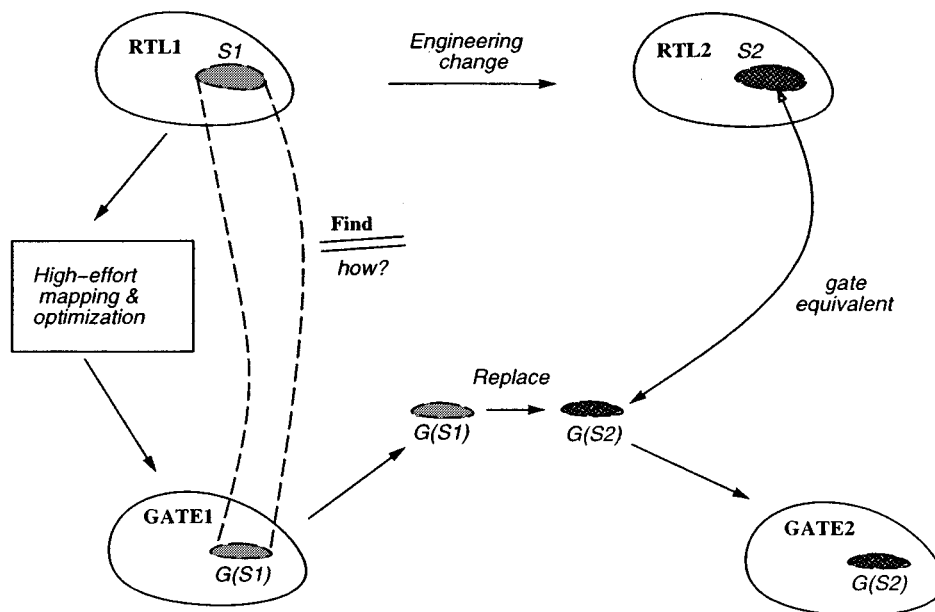 RTL1
S1
Engineering
change
RTL2
S2
Find
how?
High-effort
mapping &
optimization
gate
equivalent
Replace
G(S1)
G(S2)
GATE1
G(S1)
GATE2
G(S2)